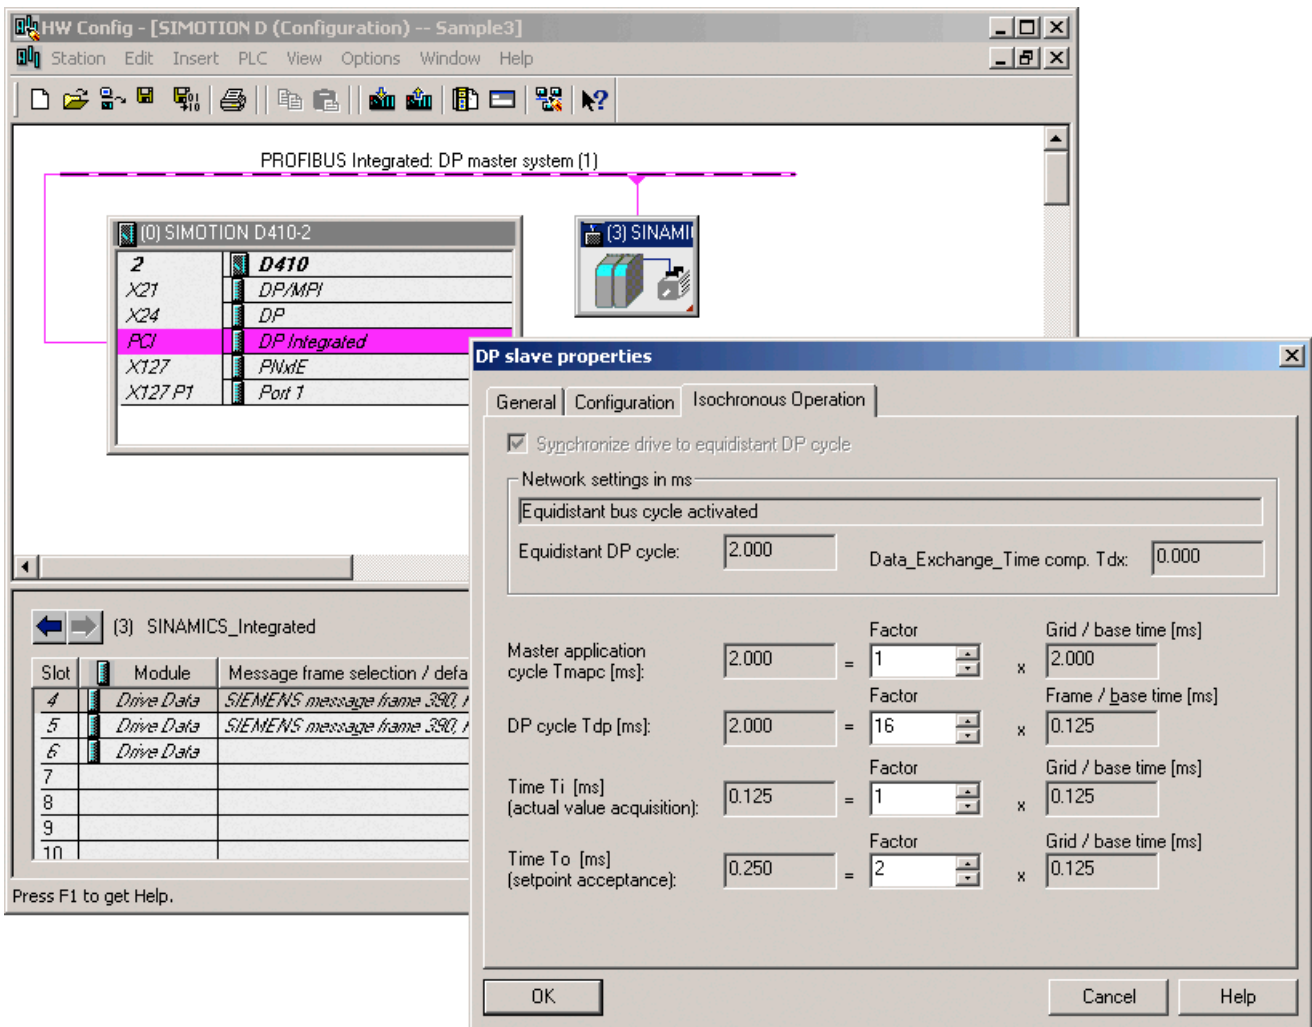 HW Config - [SIMOTION D (Configuration) -- Sample3]
Station Edit Insert PLC View Options Window Help
PROFIBUS Integrated: DP master system (1)
(0) SIMOTION D410-2
2 D410
X21 DP/MPI
X24 DP
PCI DP Integrated
X127 PNxIE
X127 P1 Port 1
(3) SINAMI
DP slave properties
General Configuration Isochronous Operation
Synchronize drive to equidistant DP cycle
Network settings in ms
Equidistant bus cycle activated
Equidistant DP cycle: 2.000 Data_Exchange_Time comp. Tdx: 0.000
Factor Grid / base time [ms]
Master application
cycle Tmapc [ms]: 2.000 = 1 x 2.000
Factor Frame / base time [ms]
DP cycle Tdp [ms]: 2.000 = 16 x 0.125
Factor Grid / base time [ms]
Time Ti [ms]
(actual value acquisition): 0.125 = 1 x 0.125
Factor Grid / base time [ms]
Time To [ms]
(setpoint acceptance): 0.250 = 2 x 0.125
OK Cancel Help
(3) SINAMICS_Integrated
Slot Module Message frame selection / defa
4 Drive Data SIEMENS message frame 390,
5 Drive Data SIEMENS message frame 390,
6 Drive Data
7
8
9
10
Press F1 to get Help.